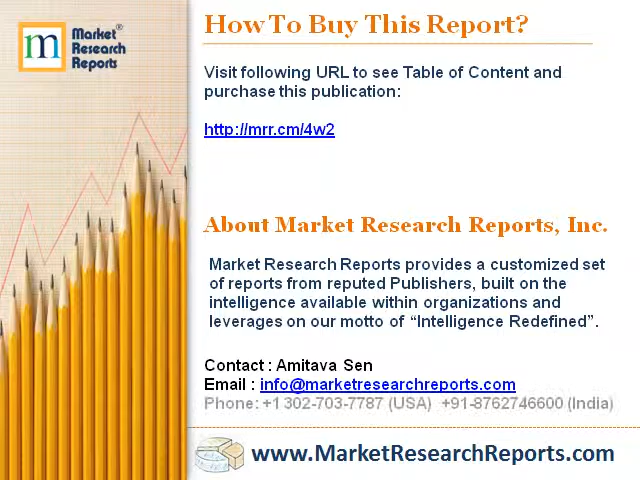 Market®
Research
Reports
m
How To Buy This Report?
Visit following URL to see Table of Content and
purchase this publication:
http://mrr.cm/4w2
About Market Research Reports, Inc.
Market Research Reports provides a customized set
of reports from reputed Publishers, built on the
intelligence available within organizations and
leverages on our motto of “Intelligence Redefined”.
Contact : Amitava Sen
Email : info@marketresearchreports.com
Phone: +1 302-703-7787 (USA)  +91-8762746600 (India)
www.MarketResearchReports.com